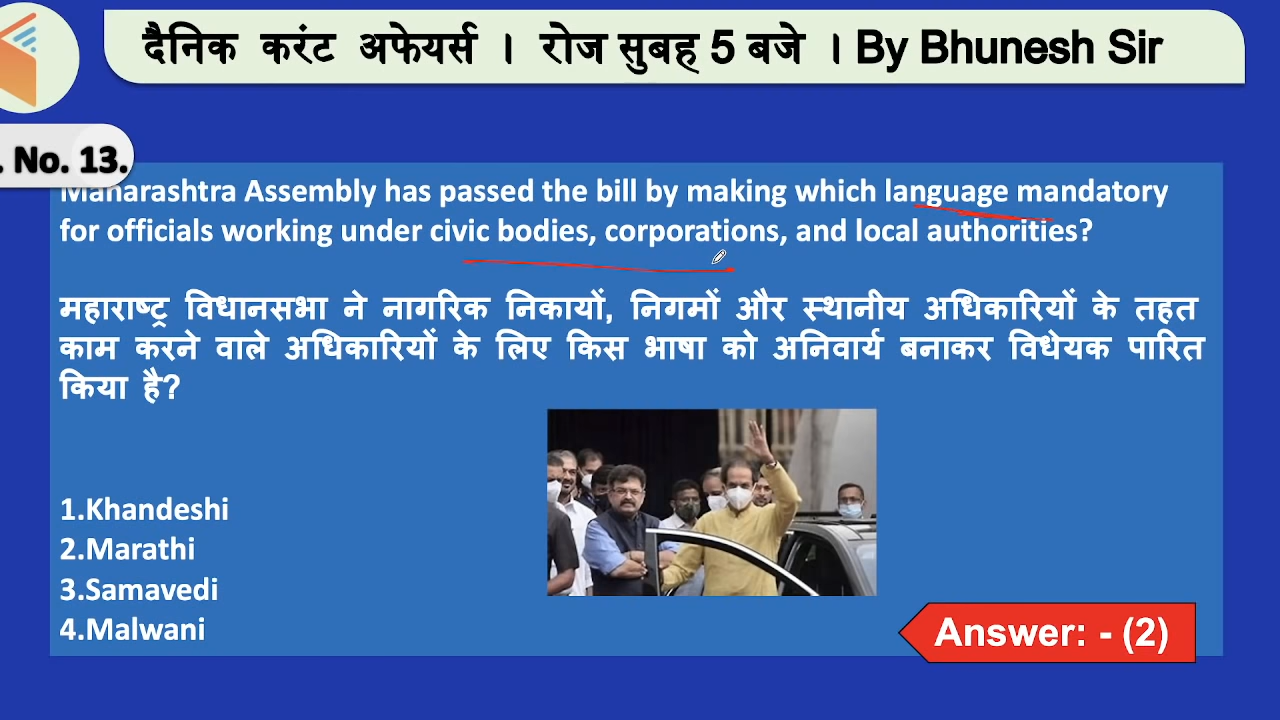 दैनिक करंट अफेयर्स । रोज सुबह 5 बजे । By Bhunesh Sir
. No. 13.
Maharashtra Assembly has passed the bill by making which language mandatory
for officials working under civic bodies, corporations, and local authorities?
महाराष्ट्र विधानसभा ने नागरिक निकायों, निगमों और स्थानीय अधिकारियों के तहत
काम करने वाले अधिकारियों के लिए किस भाषा को अनिवार्य बनाकर विधेयक पारित
किया है?
1.Khandeshi
2.Marathi
3.Samavedi
4.Malwani
Answer: - (2)